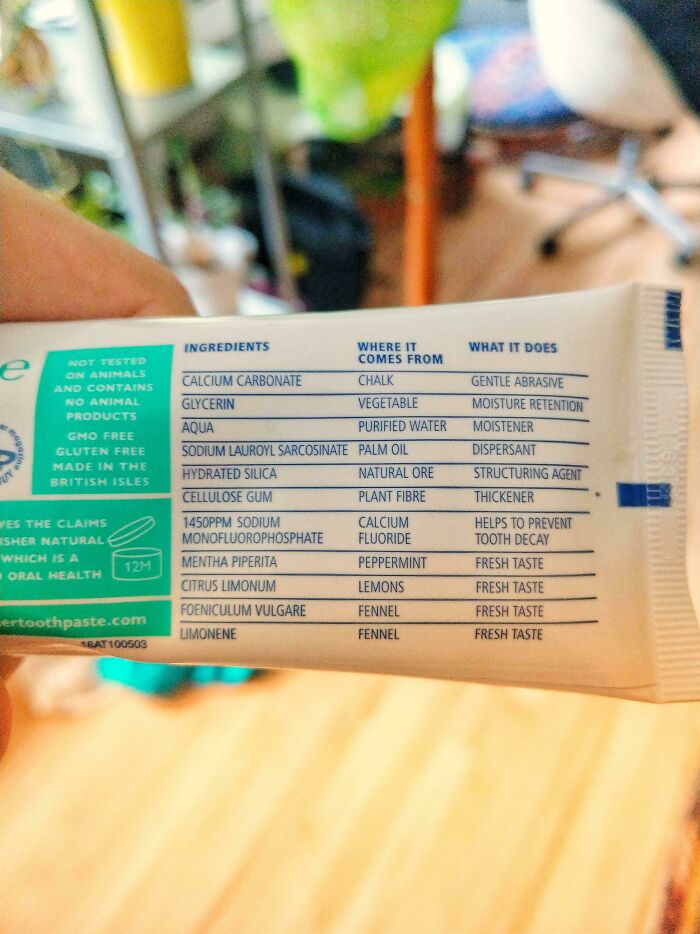 e
NOT TESTED
ON ANIMALS
AND CONTAINS
NO ANIMAL
PRODUCTS
GMO FREE
GLUTEN FREE
MADE IN THE
BRITISH ISLES
magazine
BUY
THE CLAIMS
NATURAL
WHICH IS A
ORAL HEALTH
12M
ertoothpaste.com
16AT100503
INGREDIENTS WHERE IT COMES FROM WHAT IT DOES
CALCIUM CARBONATE CHALK GENTLE ABRASIVE
GLYCERIN VEGETABLE MOISTURE RETENTION
AQUA PURIFIED WATER MOISTENER
SODIUM LAUROYL SARCOSINATE PALM OIL DISPERSANT
HYDRATED SILICA NATURAL ORE STRUCTURING AGENT
CELLULOSE GUM PLANT FIBRE THICKENER
1450PPM SODIUM CALCIUM HELPS TO PREVENT
MONOFLUOROPHOSPHATE FLUORIDE TOOTH DECAY
MENTHA PIPERITA PEPPERMINT FRESH TASTE
CITRUS LIMONUM LEMONS FRESH TASTE
FOENICULUM VULGARE FENNEL FRESH TASTE
LIMONENE FENNEL FRESH TASTE